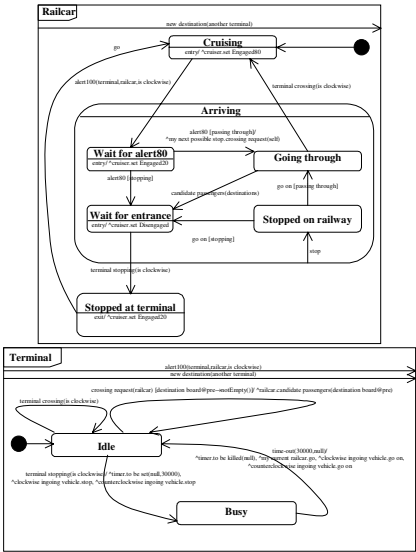 Railcar
new destination(another terminal)
go
Cruising
entry/ ^cruiser.set Engaged80
alert100(terminal,railcar,is clockwise)
terminal crossing(is clockwise)
Arriving
alert80 [passing through]/
^my next possible stop.crossing request(self)
Wait for alert80
entry/ ^cruiser.set Engaged20
Going through
alert80 [stopping]
candidate passengers(destinations)
go on [passing through]
Wait for entrance
entry/ ^cruiser.set Disengaged
Stopped on railway
go on [stopping]
stop
terminal stopping(is clockwise)
Stopped at terminal
exit/ ^cruiser.set Engaged20
Terminal
alert100(terminal,railcar,is clockwise)
new destination(another terminal)
crossing request(railcar) [destination board@pre->notEmpty()]/ ^railcar.candidate passengers(destination board@pre)
terminal crossing(is clockwise)
Idle
time-out(30000,null)/
^timer.to be killed(null), ^my current railcar.go, ^clockwise ingoing vehicle.go on,
^counterclockwise ingoing vehicle.go on
terminal stopping(is clockwise)/ ^timer.to be set(null,30000),
^clockwise ingoing vehicle.stop, ^counterclockwise ingoing vehicle.stop
Busy